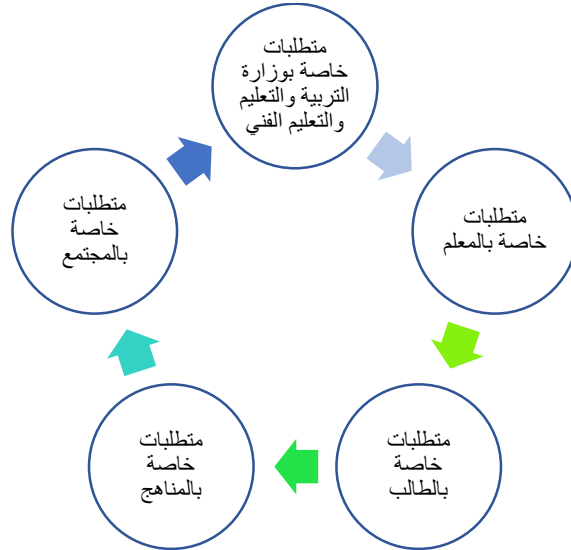 متطلبات
خاصة بوزارة
التربية والتعليم
والتعليم الفني
متطلبات
خاصة بالمعلم
متطلبات
خاصة
بالطالب
متطلبات
خاصة
بالمناهج
متطلبات
خاصة
بالمجتمع